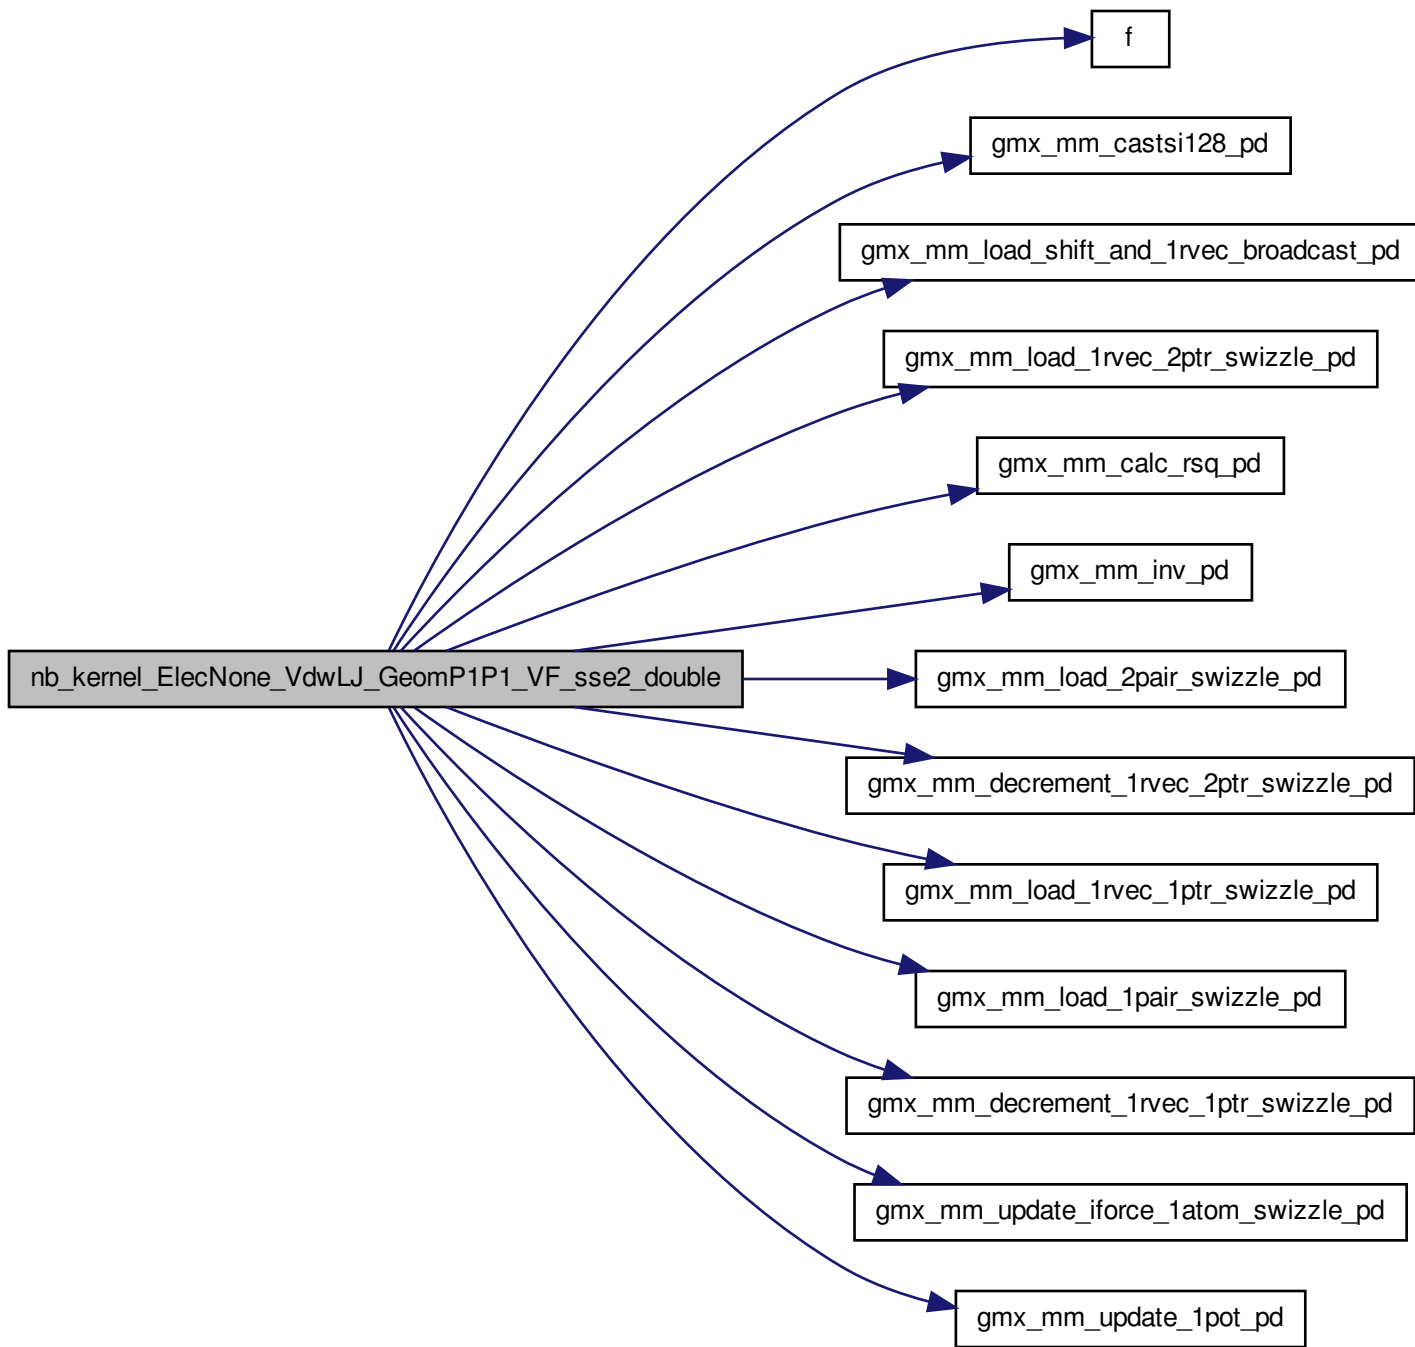 f
gmx_mm_castsi128_pd
gmx_mm_load_shift_and_1rvec_broadcast_pd
gmx_mm_load_1rvec_2ptr_swizzle_pd
gmx_mm_calc_rsq_pd
gmx_mm_inv_pd
nb_kernel_ElecNone_VdwLJ_GeomP1P1_VF_sse2_double
gmx_mm_load_2pair_swizzle_pd
gmx_mm_decrement_1rvec_2ptr_swizzle_pd
gmx_mm_load_1rvec_1ptr_swizzle_pd
gmx_mm_load_1pair_swizzle_pd
gmx_mm_decrement_1rvec_1ptr_swizzle_pd
gmx_mm_update_iforce_1atom_swizzle_pd
gmx_mm_update_1pot_pd